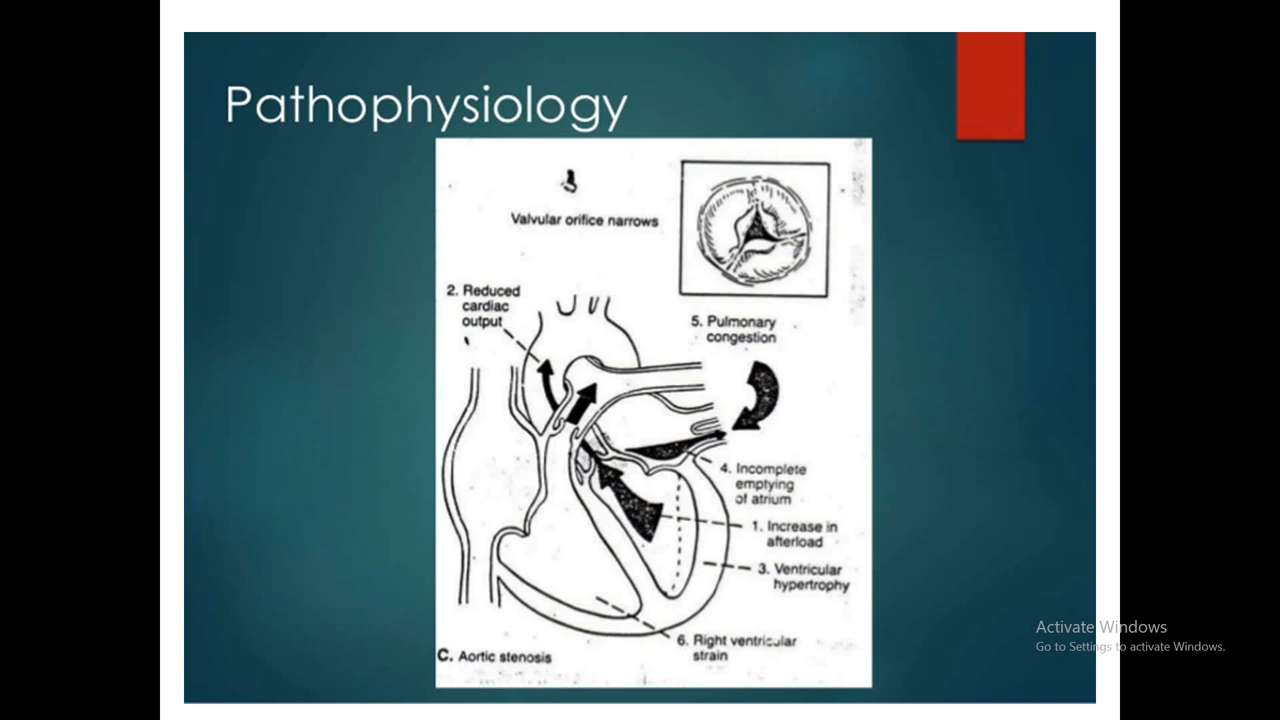 Pathophysiology
Valvular orifice narrows
2. Reduced
cardiac
output
5. Pulmonary
congestion
4. Incomplete
emptying
of atrium
1. Increase in
afterload
3. Ventricular
hypertrophy
6. Right ventricular
strain
C. Aortic stenosis
Activate Windows
Go to Settings to activate Windows.